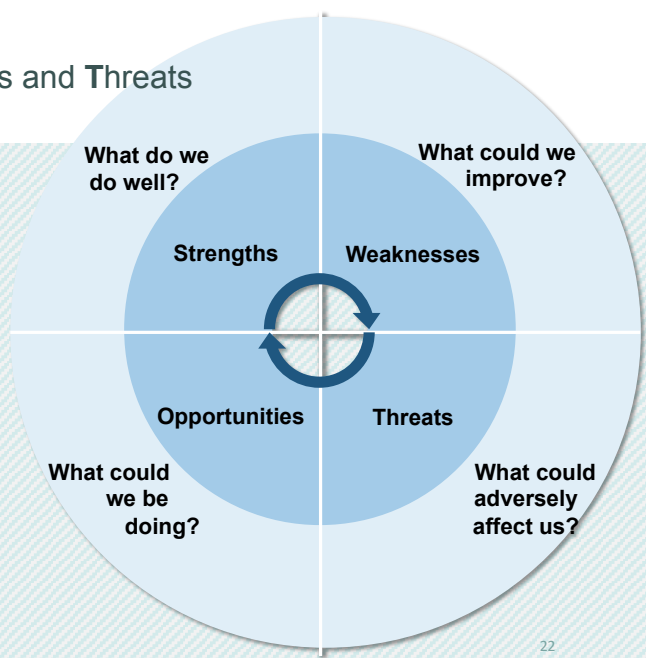 s and Threats
What do we
do well?
What could we
improve?
Strengths
Weaknesses
Opportunities
Threats
What could
we be
doing?
What could
adversely
affect us?
22